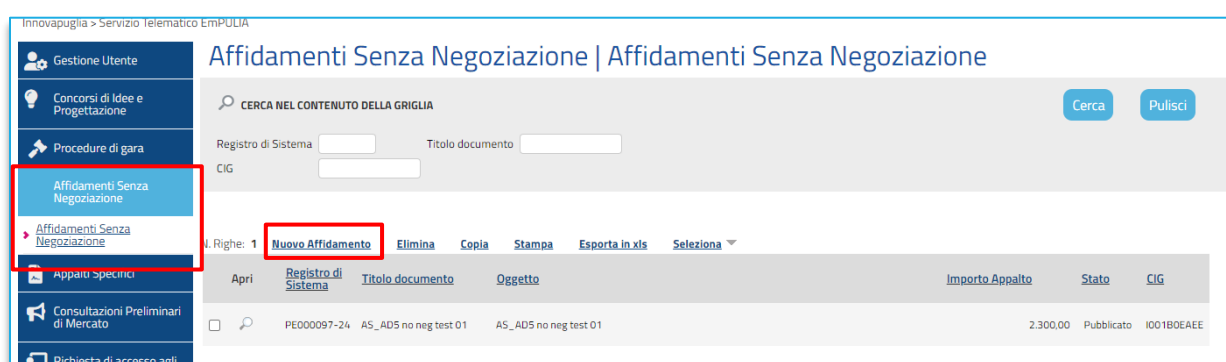 Innovapuglia > Servizio Telematico EmPULIA
Gestione Utente
Concorsi di Idee e
Progettazione
Procedure di gara
Affidamenti Senza
Negoziazione
Affidamenti Senza
Negoziazione
Appalti Specifici
Consultazioni Preliminari
di Mercato
Richiesta di accesso agli
Affidamenti Senza Negoziazione | Affidamenti Senza Negoziazione
CERCA NEL CONTENUTO DELLA GRIGLIA
Cerca Pulisci
Registro di Sistema Titolo documento
CIG
N. Righe: 1 Nuovo Affidamento Elimina Copia Stampa Esporta in xls Seleziona
Apri Registro di Sistema Titolo documento Oggetto Importo Appalto Stato CIG
PE000097-24 AS_AD5 no neg test 01 AS_AD5 no neg test 01 2.300,00 Pubblicato I001B0EAEE